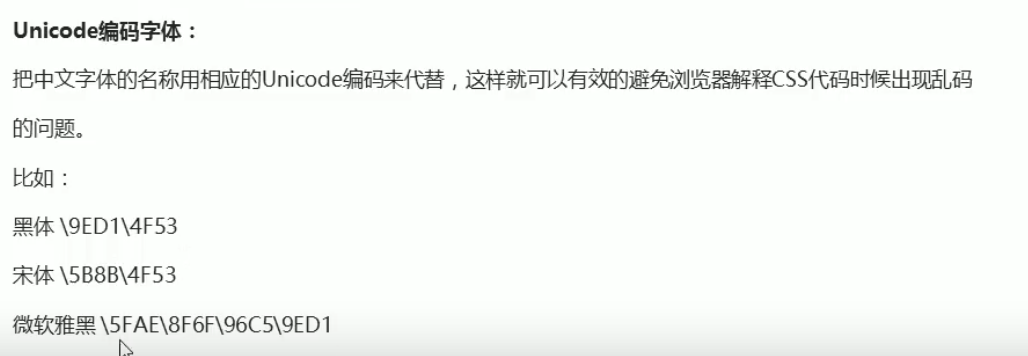 Unicode编码字体：
把中文字体的名称用相应的Unicode编码来代替，这样就可以有效的避免浏览器解释CSS代码时候出现乱码
的问题。
比如：
黑体 \9ED1\4F53
宋体 \5B8B\4F53
微软雅黑 \5FAE\8F6F\96C5\9ED1